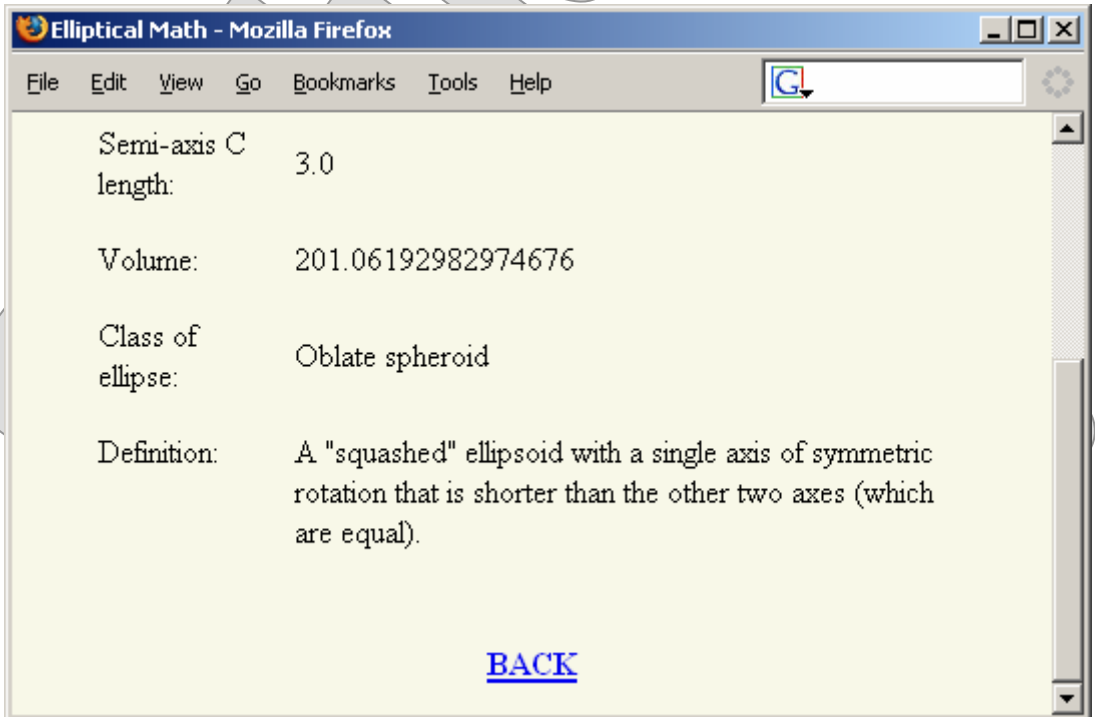 Elliptical Math - Mozilla Firefox
File Edit View Go Bookmarks Tools Help
G
Semi-axis C
length:
3.0
Volume: 201.06192982974676
Class of
ellipse:
Oblate spheroid
Definition: A "squashed" ellipsoid with a single axis of symmetric
rotation that is shorter than the other two axes (which
are equal).
BACK